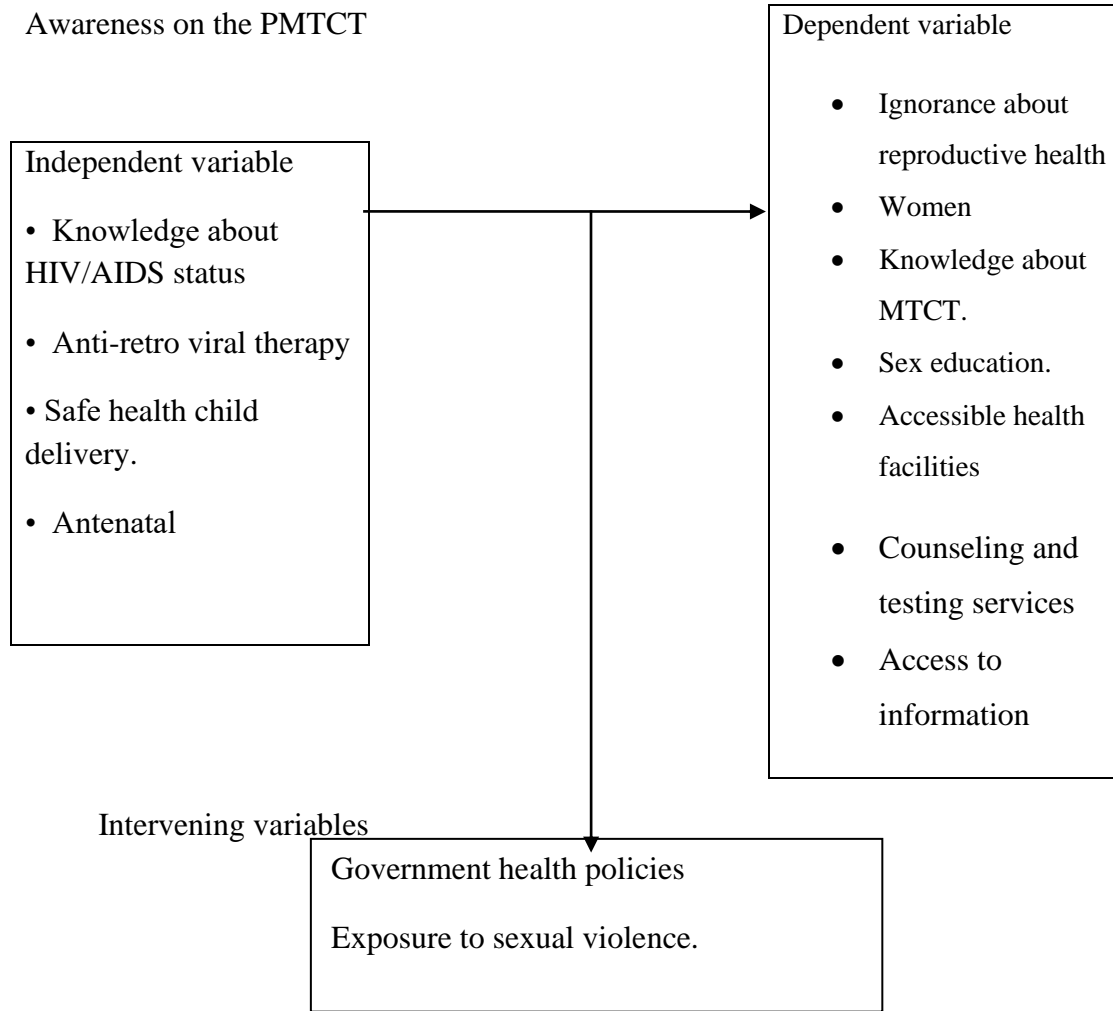 Awareness on the PMTCT
Independent variable
• Knowledge about
HIV/AIDS status
• Anti-retro viral therapy
• Safe health child
delivery.
• Antenatal
Dependent variable
• Ignorance about
reproductive health
• Women
• Knowledge about
MTCT.
• Sex education.
• Accessible health
facilities
• Counseling and
testing services
• Access to
information
Intervening variables
Government health policies
Exposure to sexual violence.